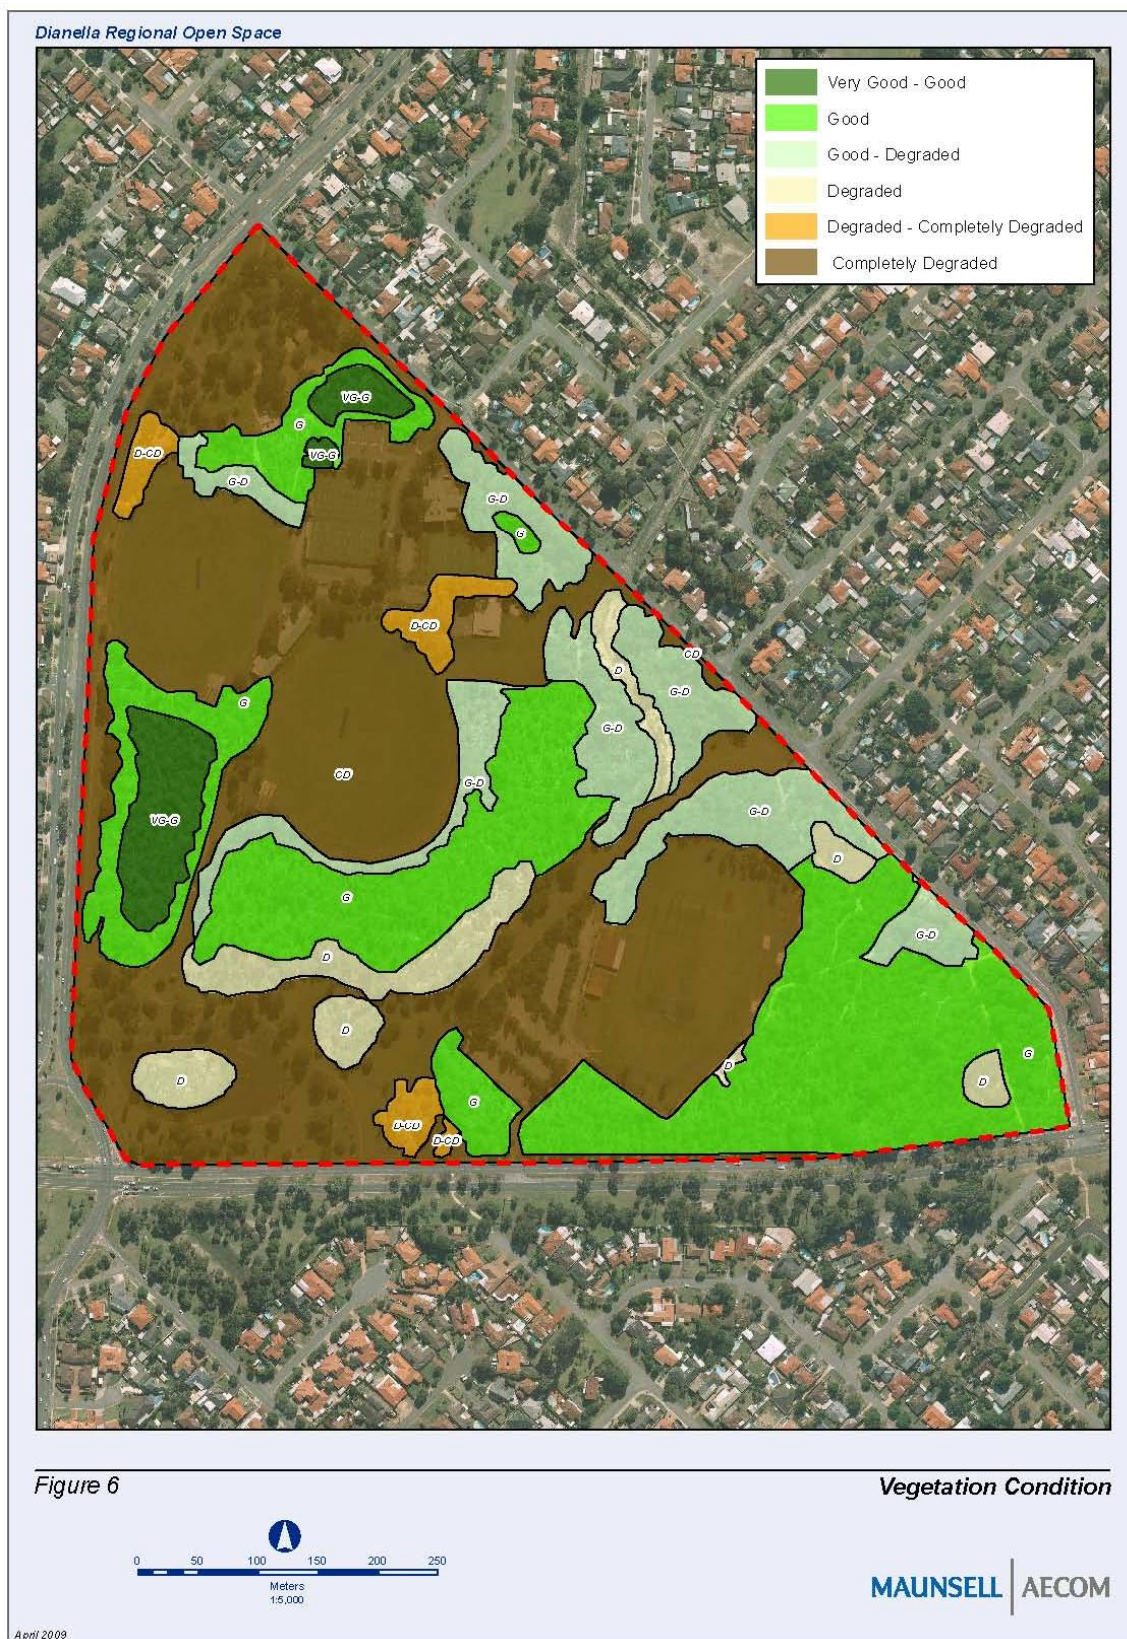 Dianella Regional Open Space
Very Good - Good
Good
Good - Degraded
Degraded
Degraded - Completely Degraded
Completely Degraded
VG-G
G
D-CD
VG-G
G-D
G-D
G
D-CD
CD
D
G-D
G
G-D
CD
G-D
G-D
VG-G
D
G
G-D
D
D
G
D
D
D
G
D-CD
D-CD
Figure 6
Vegetation Condition
0 50 100 150 200 250
Meters
1:5,000
MAUNSELL | AECOM
April 2009